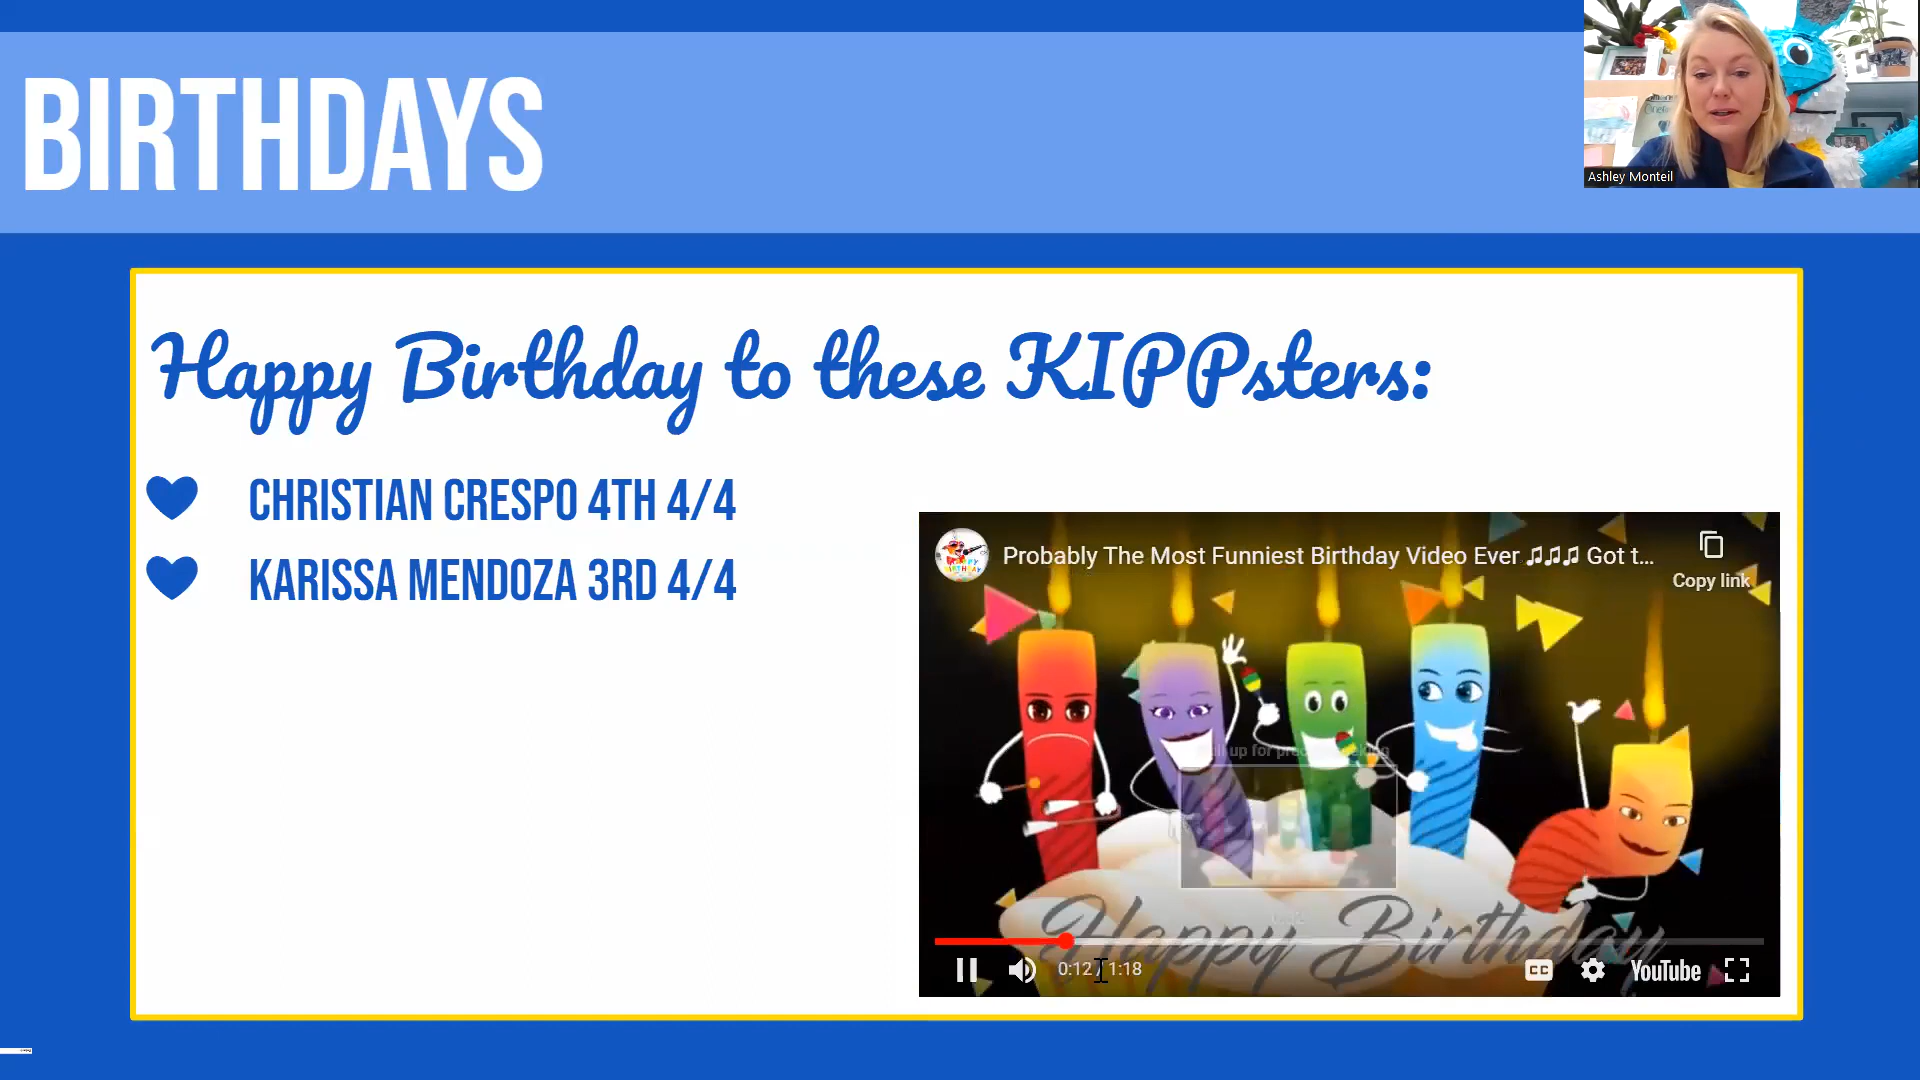 BIRTHDAYS
Ashley Monteil
Happy Birthday to these KIPPsters:
CHRISTIAN CRESPO 4TH 4/4
KARISSA MENDOZA 3RD 4/4
Probably The Most Funniest Birthday Video Ever ♫♫♫ Got t...
Copy link
Happy Birthday
0:12 / 1:18
CC
YouTube